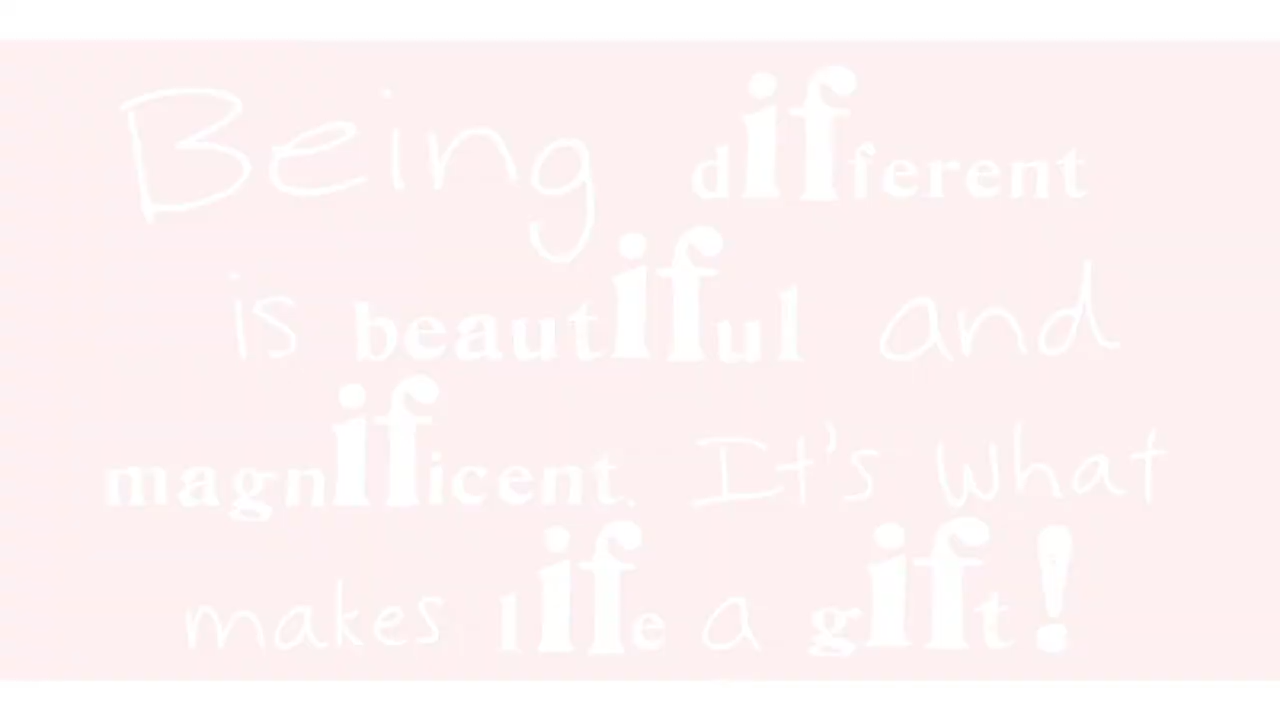 Being different
is beautiful and
magnificent. It's what
makes life a gift!